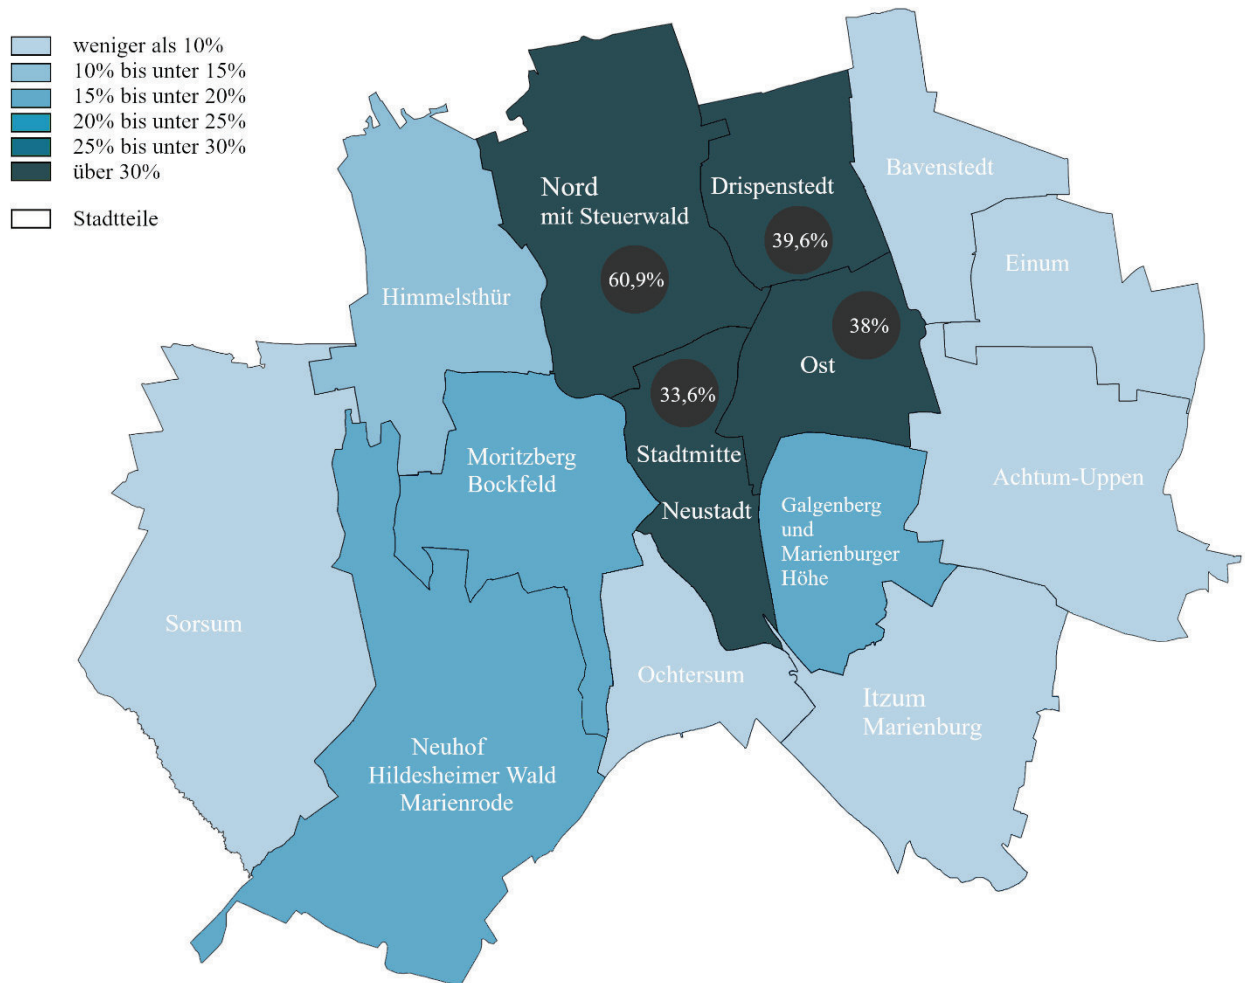 weniger als 10%
10% bis unter 15%
15% bis unter 20%
20% bis unter 25%
25% bis unter 30%
über 30%
Stadtteile
Nord
mit Steuerwald
60,9%
Drispenstedt
39,6%
Bavenstedt
Einum
Himmelsthür
38%
Ost
33,6%
Stadtmitte
Neustadt
Moritzberg
Bockfeld
Galgenberg
und
Marienburger
Höhe
Achtum-Uppen
Sorsum
Ochtersum
Itzum
Marienburg
Neuhof
Hildesheimer Wald
Marienrode